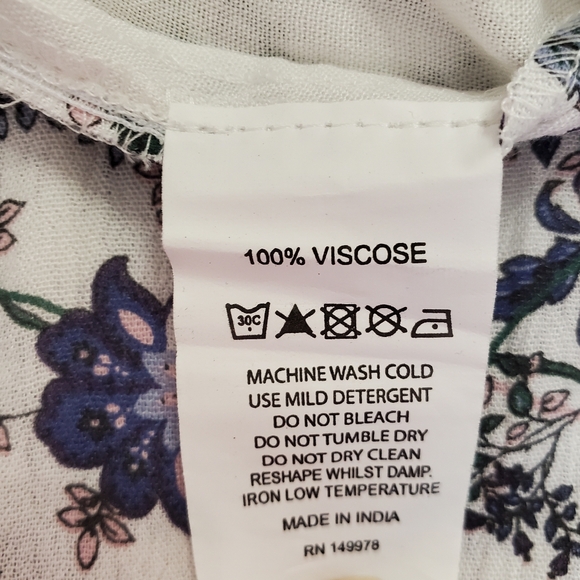 100% VISCOSE
30C
MACHINE WASH COLD
USE MILD DETERGENT
DO NOT BLEACH
DO NOT TUMBLE DRY
DO NOT DRY CLEAN
RESHAPE WHILST DAMP.
IRON LOW TEMPERATURE
MADE IN INDIA
RN 149978